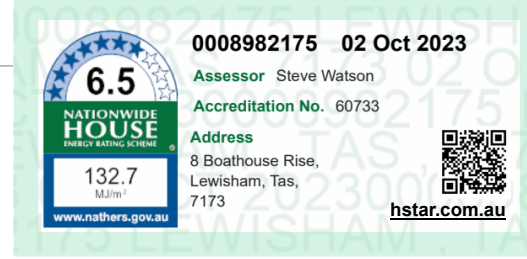 0008982175 02 Oct 2023
6.5
NATIONWIDE
HOUSE
ENERGY RATING SCHEME ®
132.7
MJ/m²
www.nathers.gov.au
Assessor Steve Watson
Accreditation No. 60733
Address
8 Boathouse Rise,
Lewisham, Tas,
7173
hstar.com.au